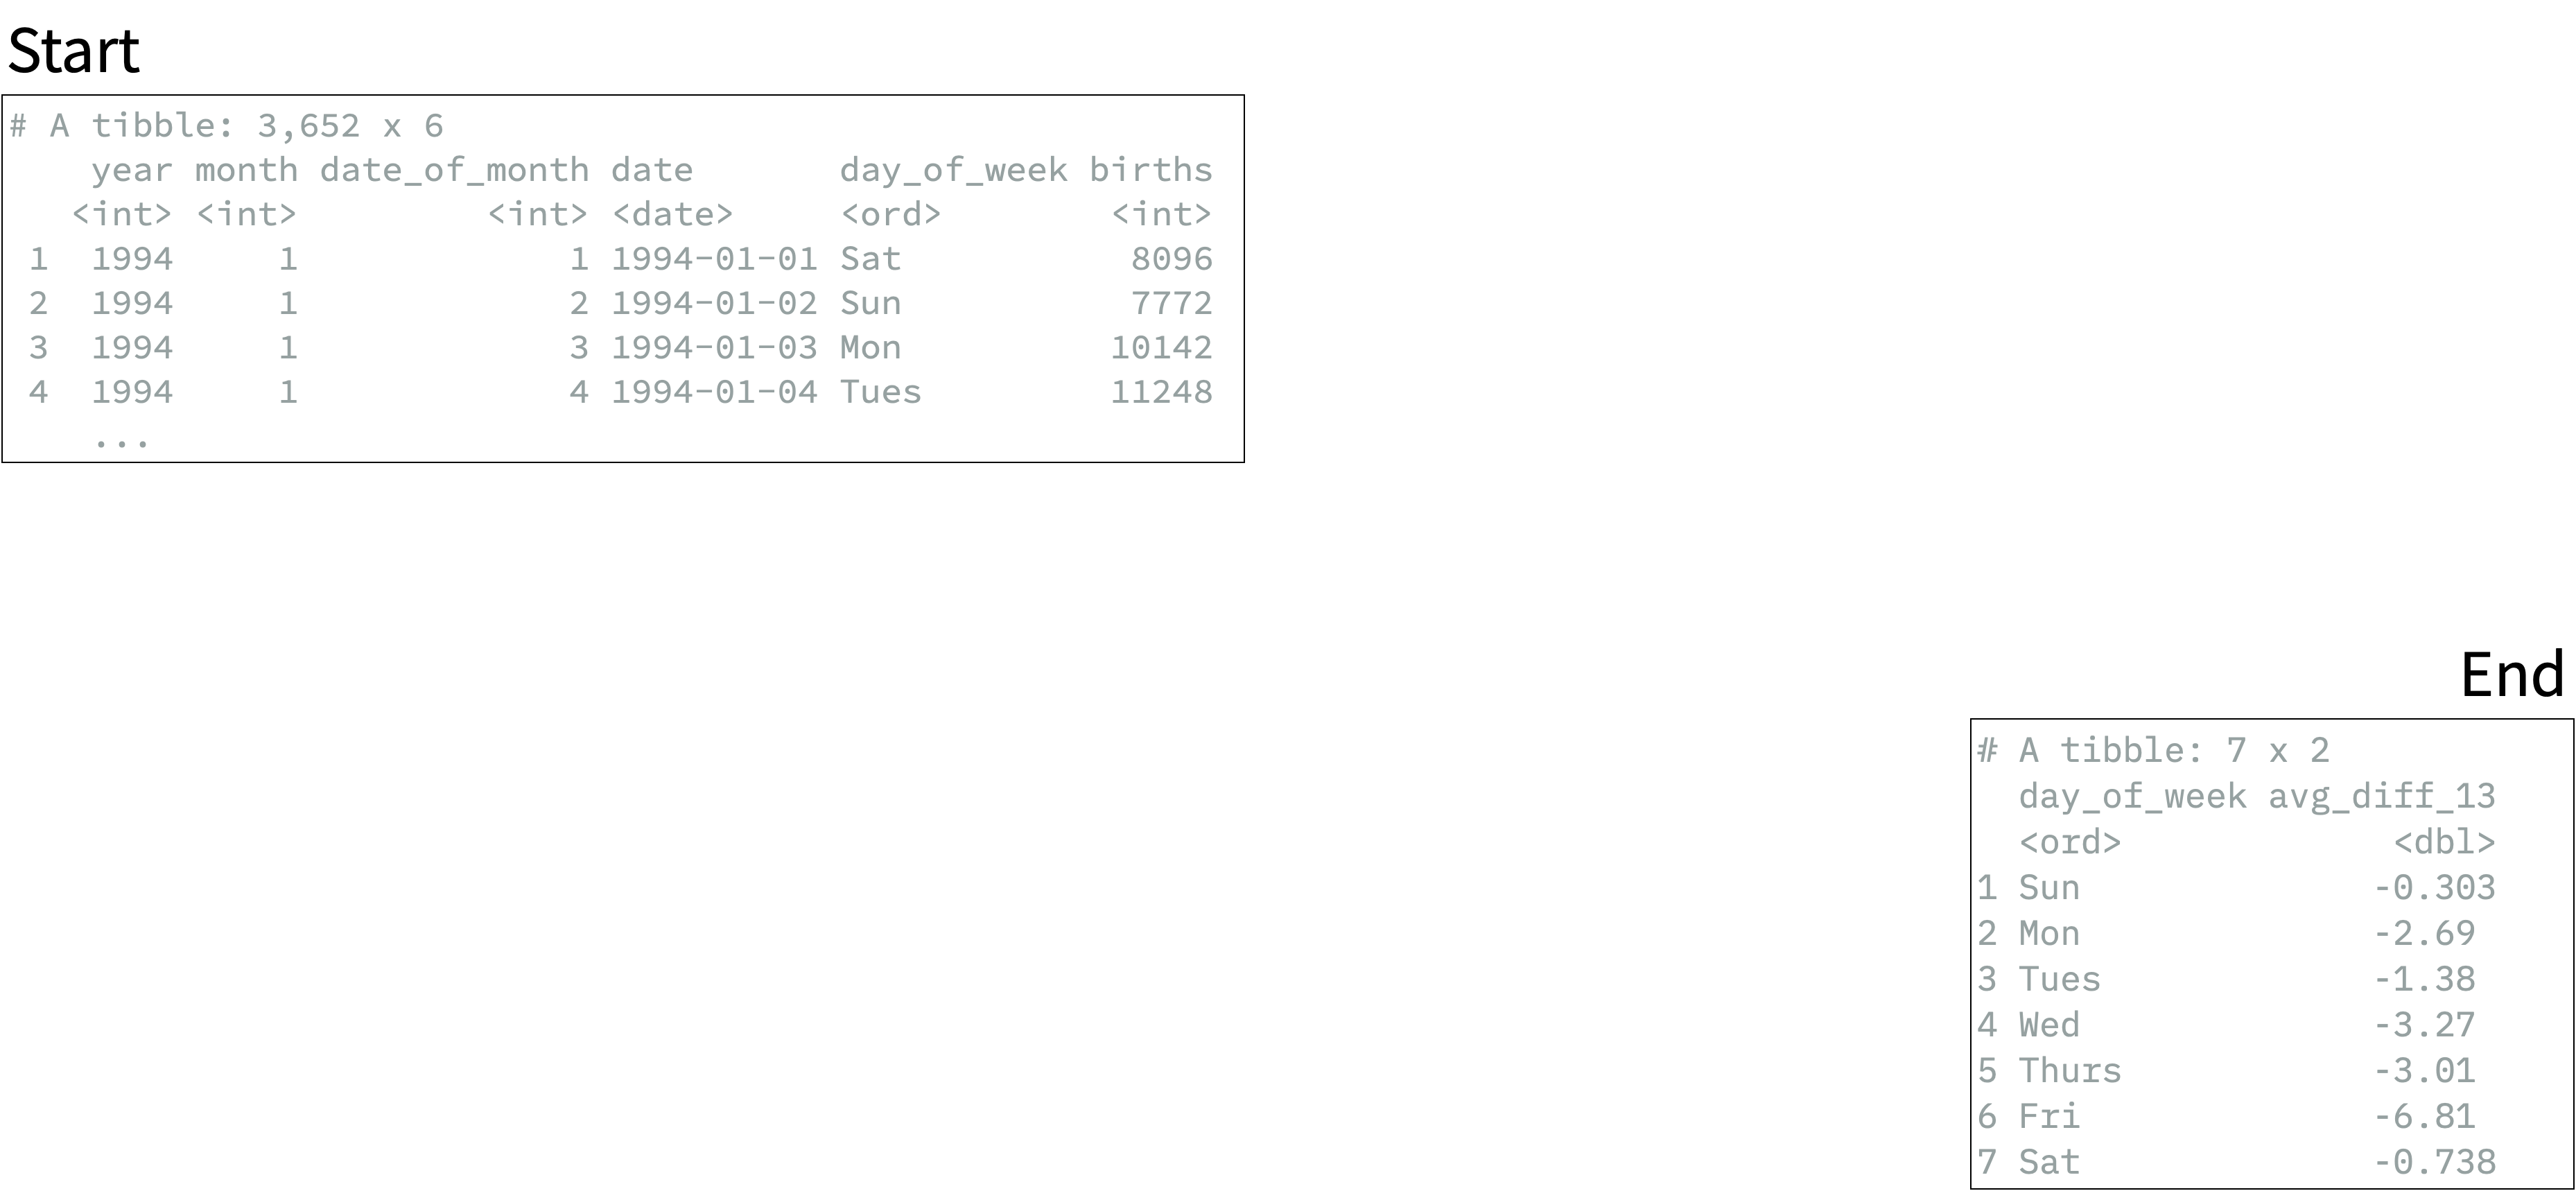 Start
# A tibble: 3,652 x 6
year month date_of_month date day_of_week births
<int> <int> <int> <date> <ord> <int>
1 1994 1 1 1994-01-01 Sat 8096
2 1994 1 2 1994-01-02 Sun 7772
3 1994 1 3 1994-01-03 Mon 10142
4 1994 1 4 1994-01-04 Tues 11248
...
End
# A tibble: 7 x 2
day_of_week avg_diff_13
<ord> <dbl>
1 Sun -0.303
2 Mon -2.69
3 Tues -1.38
4 Wed -3.27
5 Thurs -3.01
6 Fri -6.81
7 Sat -0.738